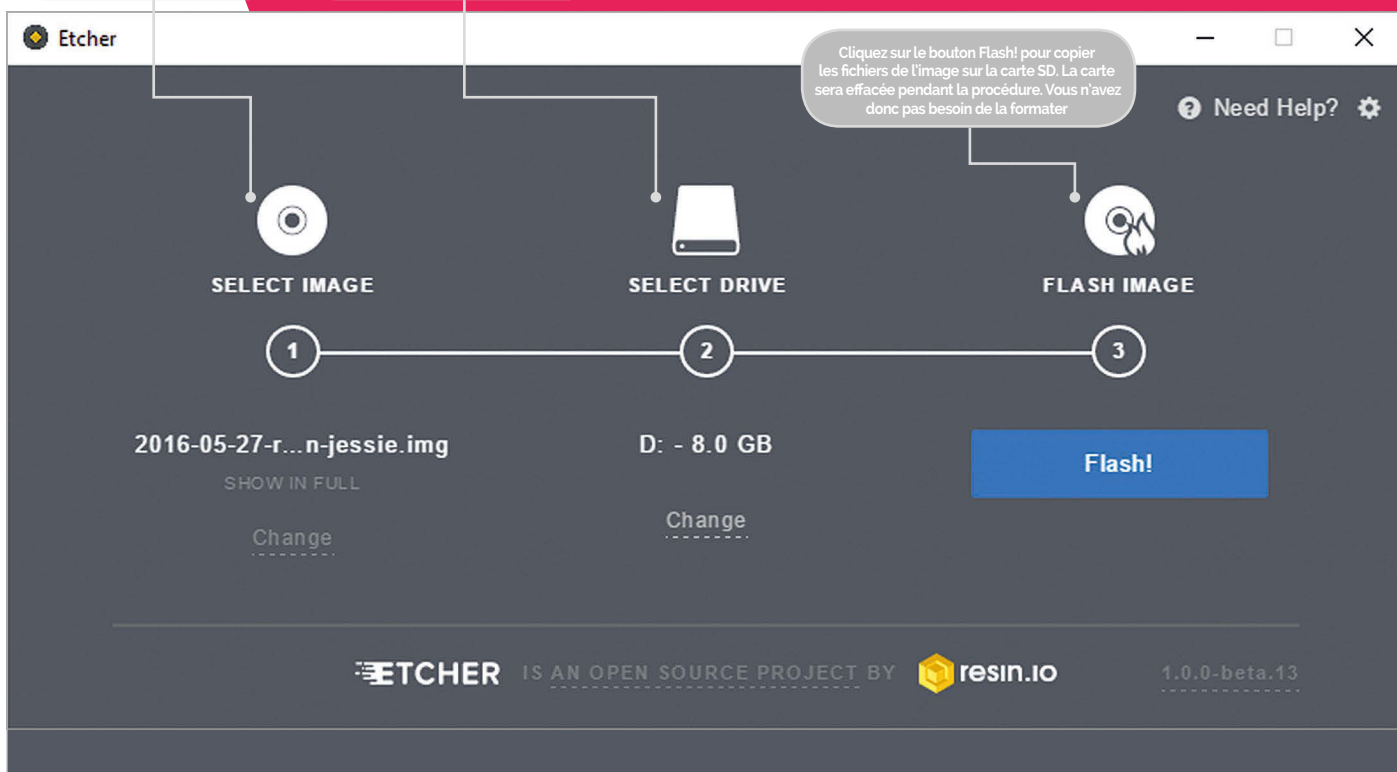 Etcher
Cliquez sur le bouton Flash! pour copier
les fichiers de l'image sur la carte SD. La carte
sera effacée pendant la procédure. Vous n'avez
donc pas besoin de la formater
Need Help?
SELECT IMAGE
SELECT DRIVE
FLASH IMAGE
1
2
3
2016-05-27-r...n-jessie.img
SHOW IN FULL
Change
D: - 8.0 GB
Change
Flash!
ETCHER IS AN OPEN SOURCE PROJECT BY resin.io 1.0.0-beta.13